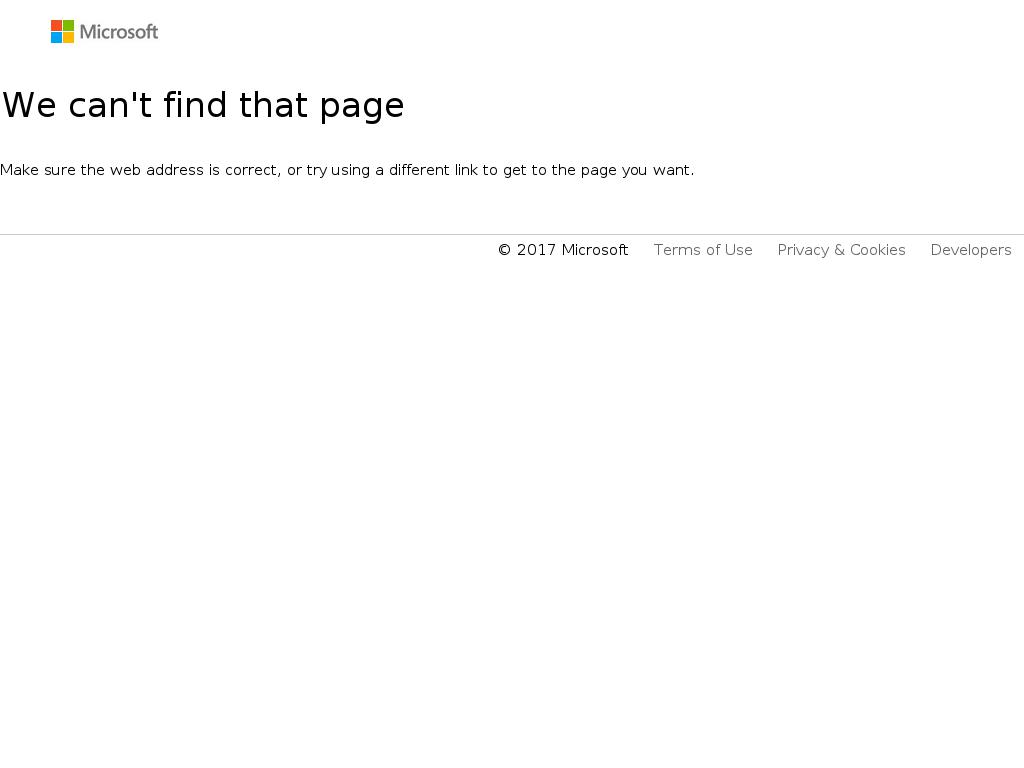 Microsoft
We can't find that page
Make sure the web address is correct, or try using a different link to get to the page you want.
© 2017 Microsoft Terms of Use Privacy & Cookies Developers